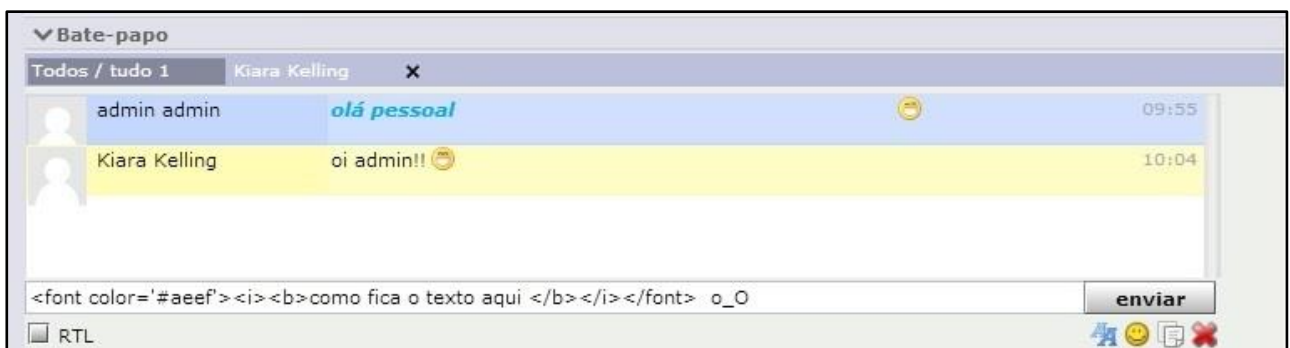 Bate-papo
Todos / tudo 1 Kiara Kelling
admin admin olá pessoal 09:55
Kiara Kelling oi admin!! 10:04
<font color='#aeef'><i><b>como fica o texto aqui </b></i></font> o_O enviar
RTL